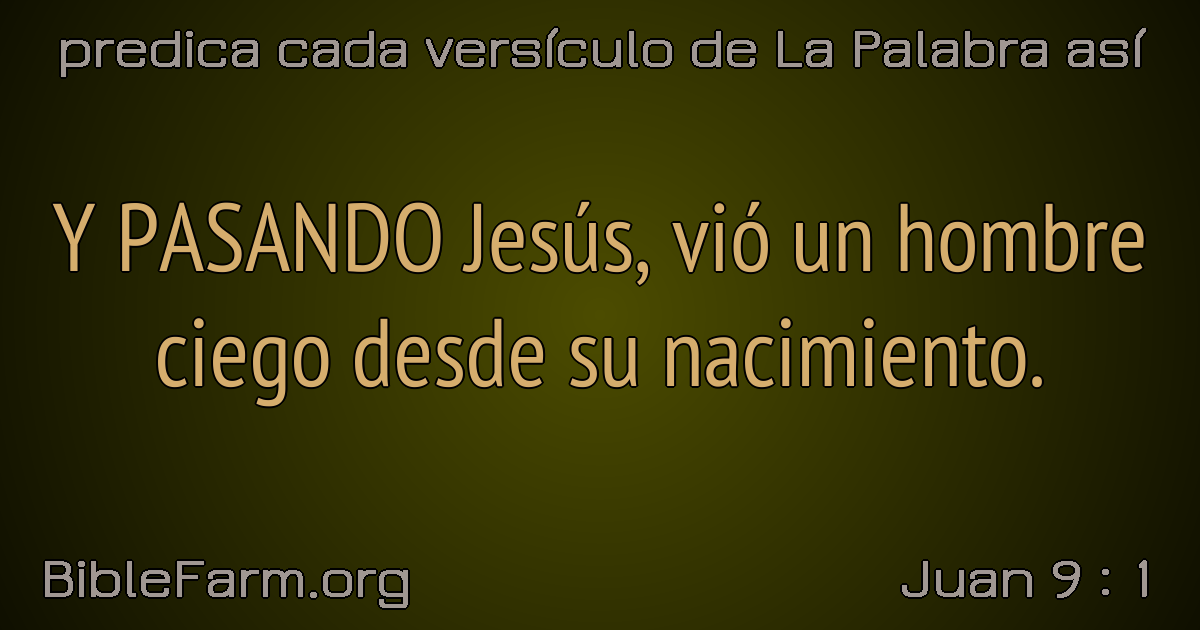 predica cada versículo de La Palabra así
Y PASANDO Jesús, vió un hombre
ciego desde su nacimiento.
BibleFarm.org
Juan 9 : 1